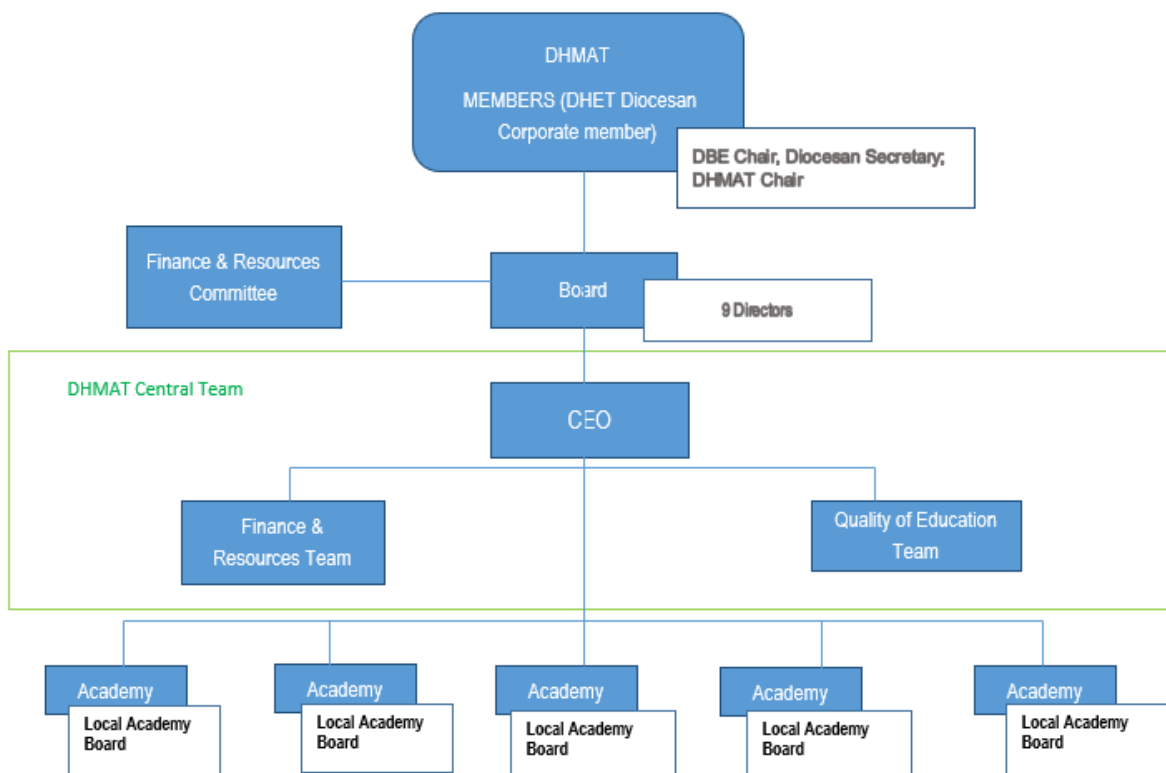 DHMAT
MEMBERS (DHET Diocesan
Corporate member)
DBE Chair, Diocesan Secretary;
DHMAT Chair
Finance & Resources
Committee
Board
9 Directors
DHMAT Central Team
CEO
Finance &
Resources Team
Quality of Education
Team
Academy
Local Academy
Board
Academy
Local Academy
Board
Academy
Local Academy
Board
Academy
Local Academy
Board
Academy
Local Academy
Board